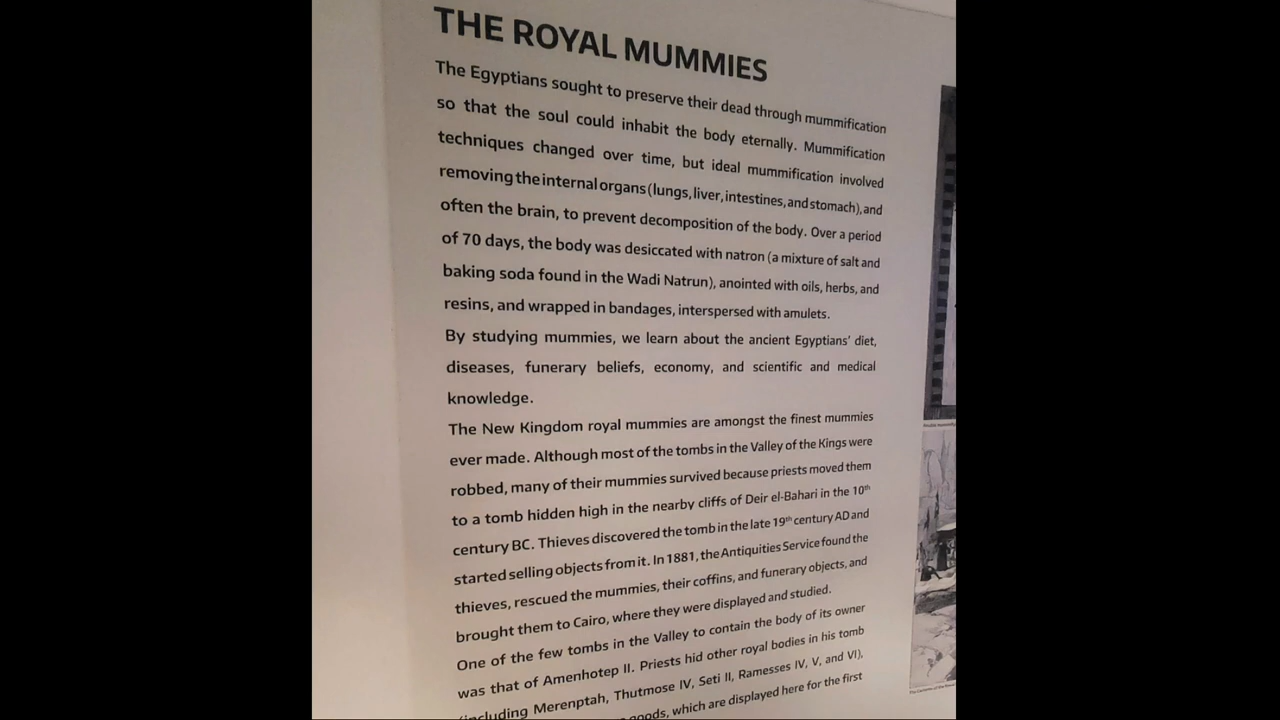 THE ROYAL MUMMIES
The Egyptians sought to preserve their dead through mummification
so that the soul could inhabit the body eternally. Mummification
techniques changed over time, but ideal mummification involved
removing the internal organs (lungs, liver, intestines, and stomach), and
often the brain, to prevent decomposition of the body. Over a period
of 70 days, the body was desiccated with natron (a mixture of salt and
baking soda found in the Wadi Natrun), anointed with oils, herbs, and
resins, and wrapped in bandages, interspersed with amulets.
By studying mummies, we learn about the ancient Egyptians' diet,
diseases, funerary beliefs, economy, and scientific and medical
knowledge.
The New Kingdom royal mummies are amongst the finest mummies
ever made. Although most of the tombs in the Valley of the Kings were
robbed, many of their mummies survived because priests moved them
to a tomb hidden high in the nearby cliffs of Deir el-Bahari in the 10th
century BC. Thieves discovered the tomb in the late 19th century AD and
started selling objects from it. In 1881, the Antiquities Service found the
thieves, rescued the mummies, their coffins, and funerary objects, and
brought them to Cairo, where they were displayed and studied.
One of the few tombs in the Valley to contain the body of its owner
was that of Amenhotep II. Priests hid other royal bodies in his tomb
(including Merenptah, Thutmose IV, Seti II, Ramesses IV, V, and VI),
goods, which are displayed here for the first